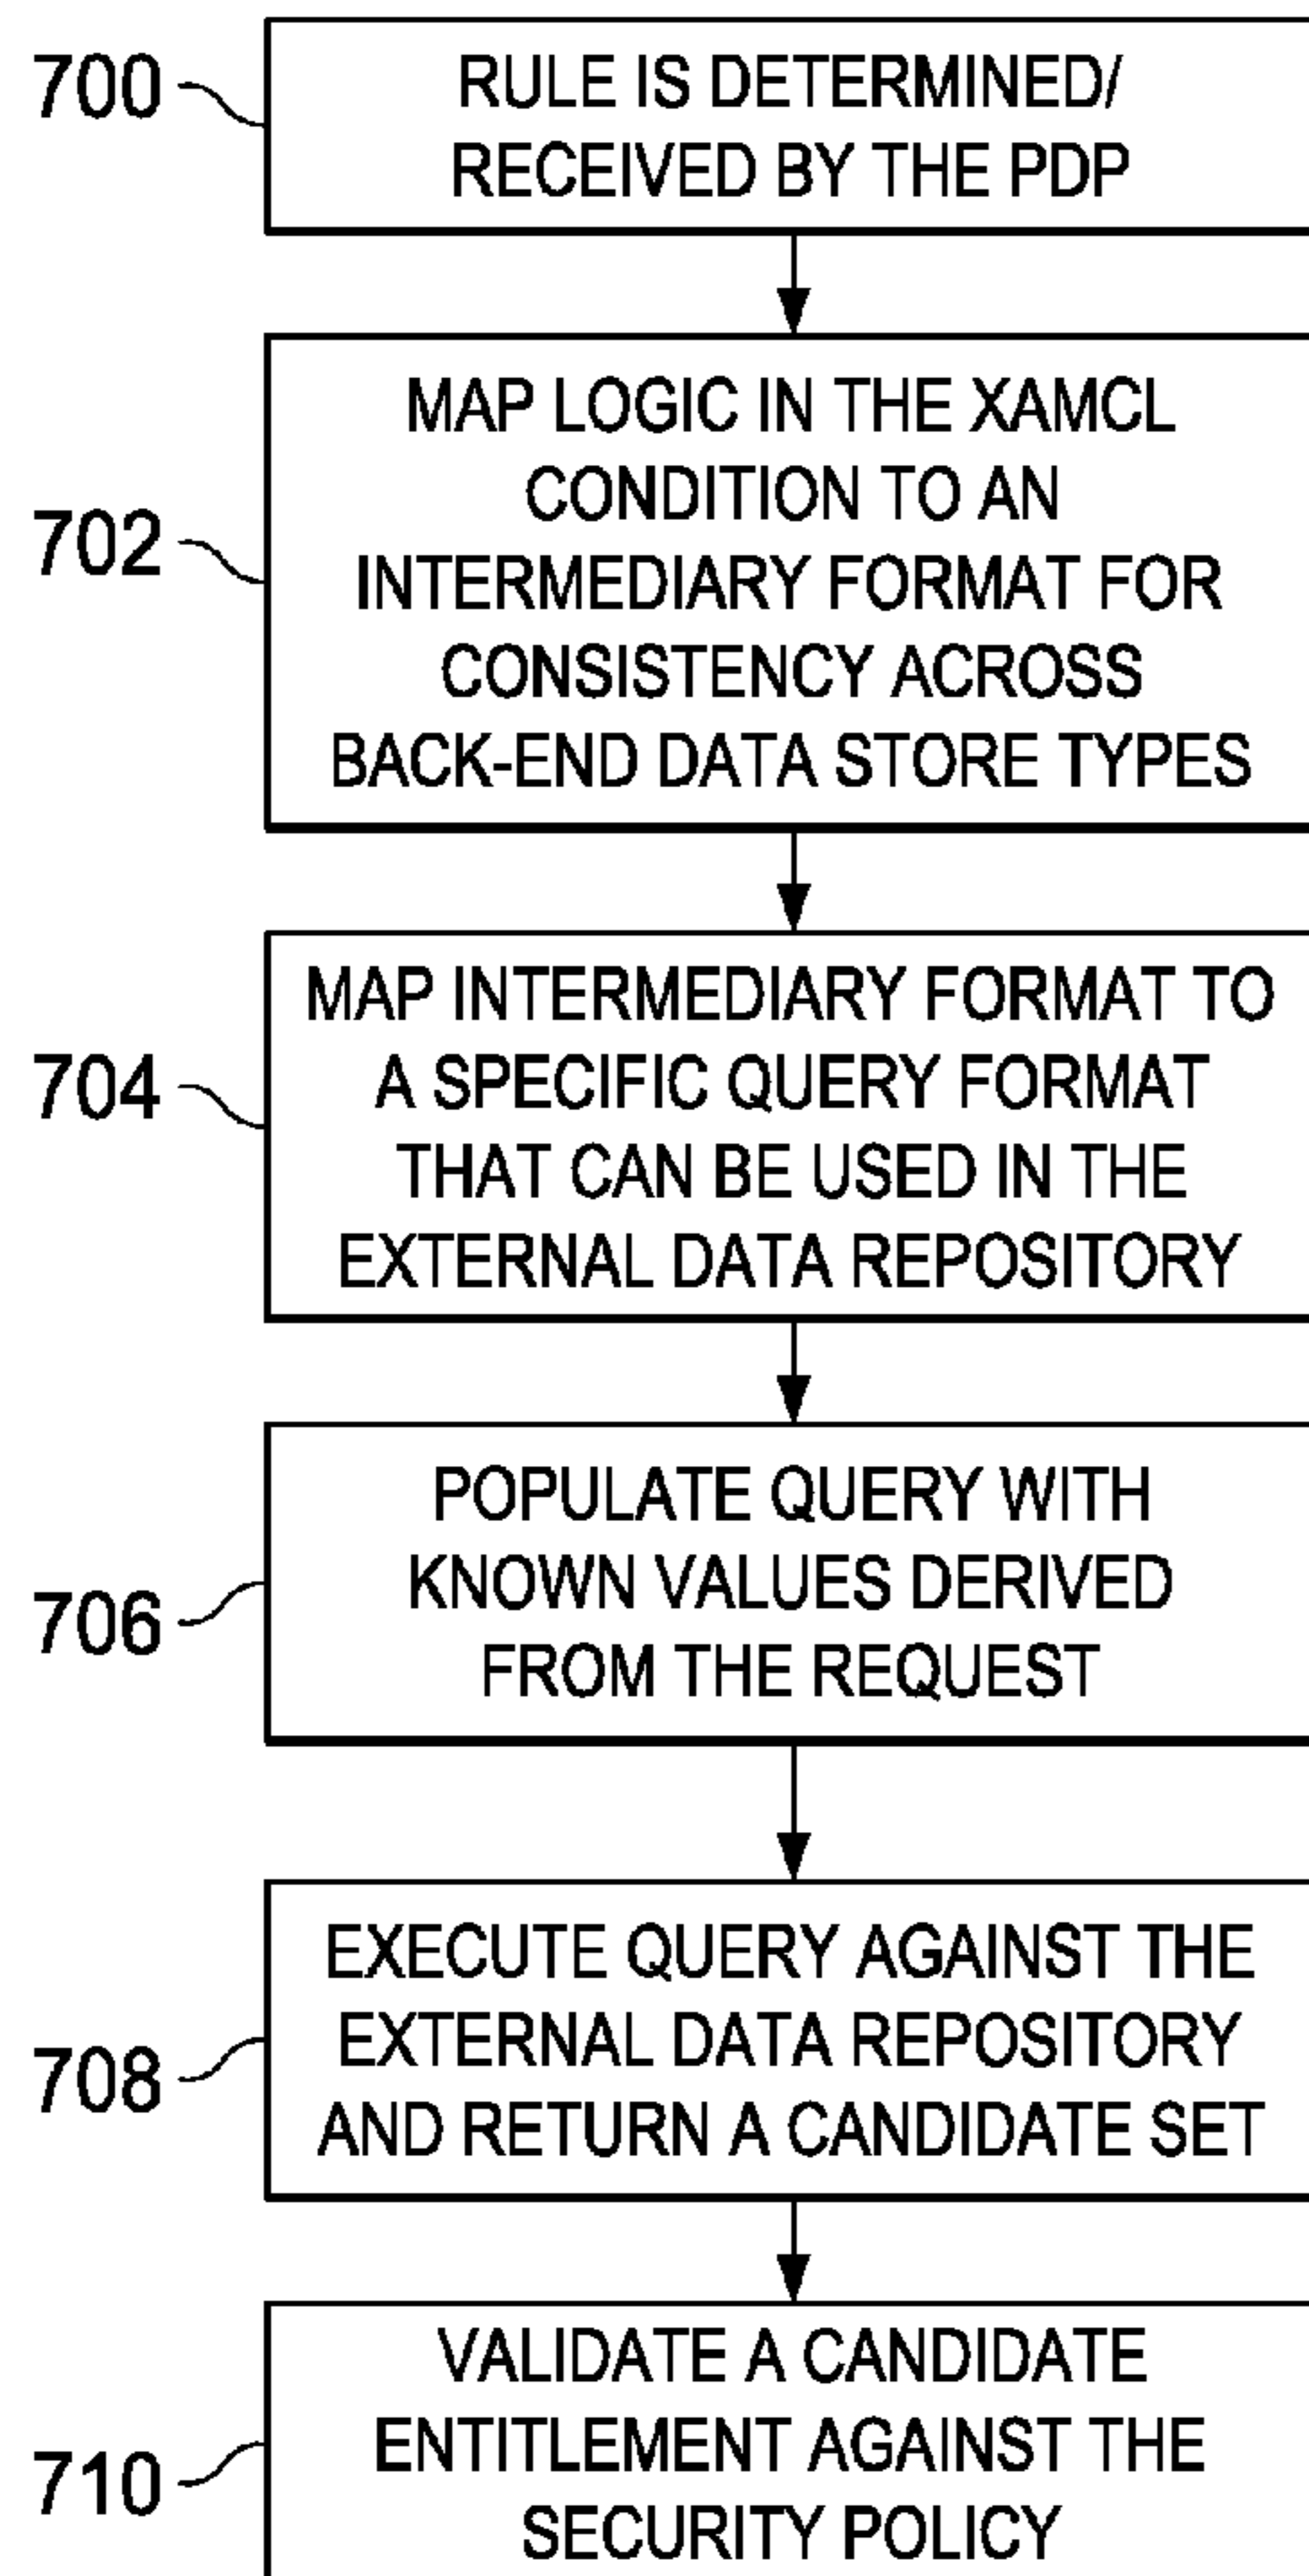 700
RULE IS DETERMINED/
RECEIVED BY THE PDP
702
MAP LOGIC IN THE XAMCL
CONDITION TO AN
INTERMEDIARY FORMAT FOR
CONSISTENCY ACROSS
BACK-END DATA STORE TYPES
704
MAP INTERMEDIARY FORMAT TO
A SPECIFIC QUERY FORMAT
THAT CAN BE USED IN THE
EXTERNAL DATA REPOSITORY
706
POPULATE QUERY WITH
KNOWN VALUES DERIVED
FROM THE REQUEST
708
EXECUTE QUERY AGAINST THE
EXTERNAL DATA REPOSITORY
AND RETURN A CANDIDATE SET
710
VALIDATE A CANDIDATE
ENTITLEMENT AGAINST THE
SECURITY POLICY